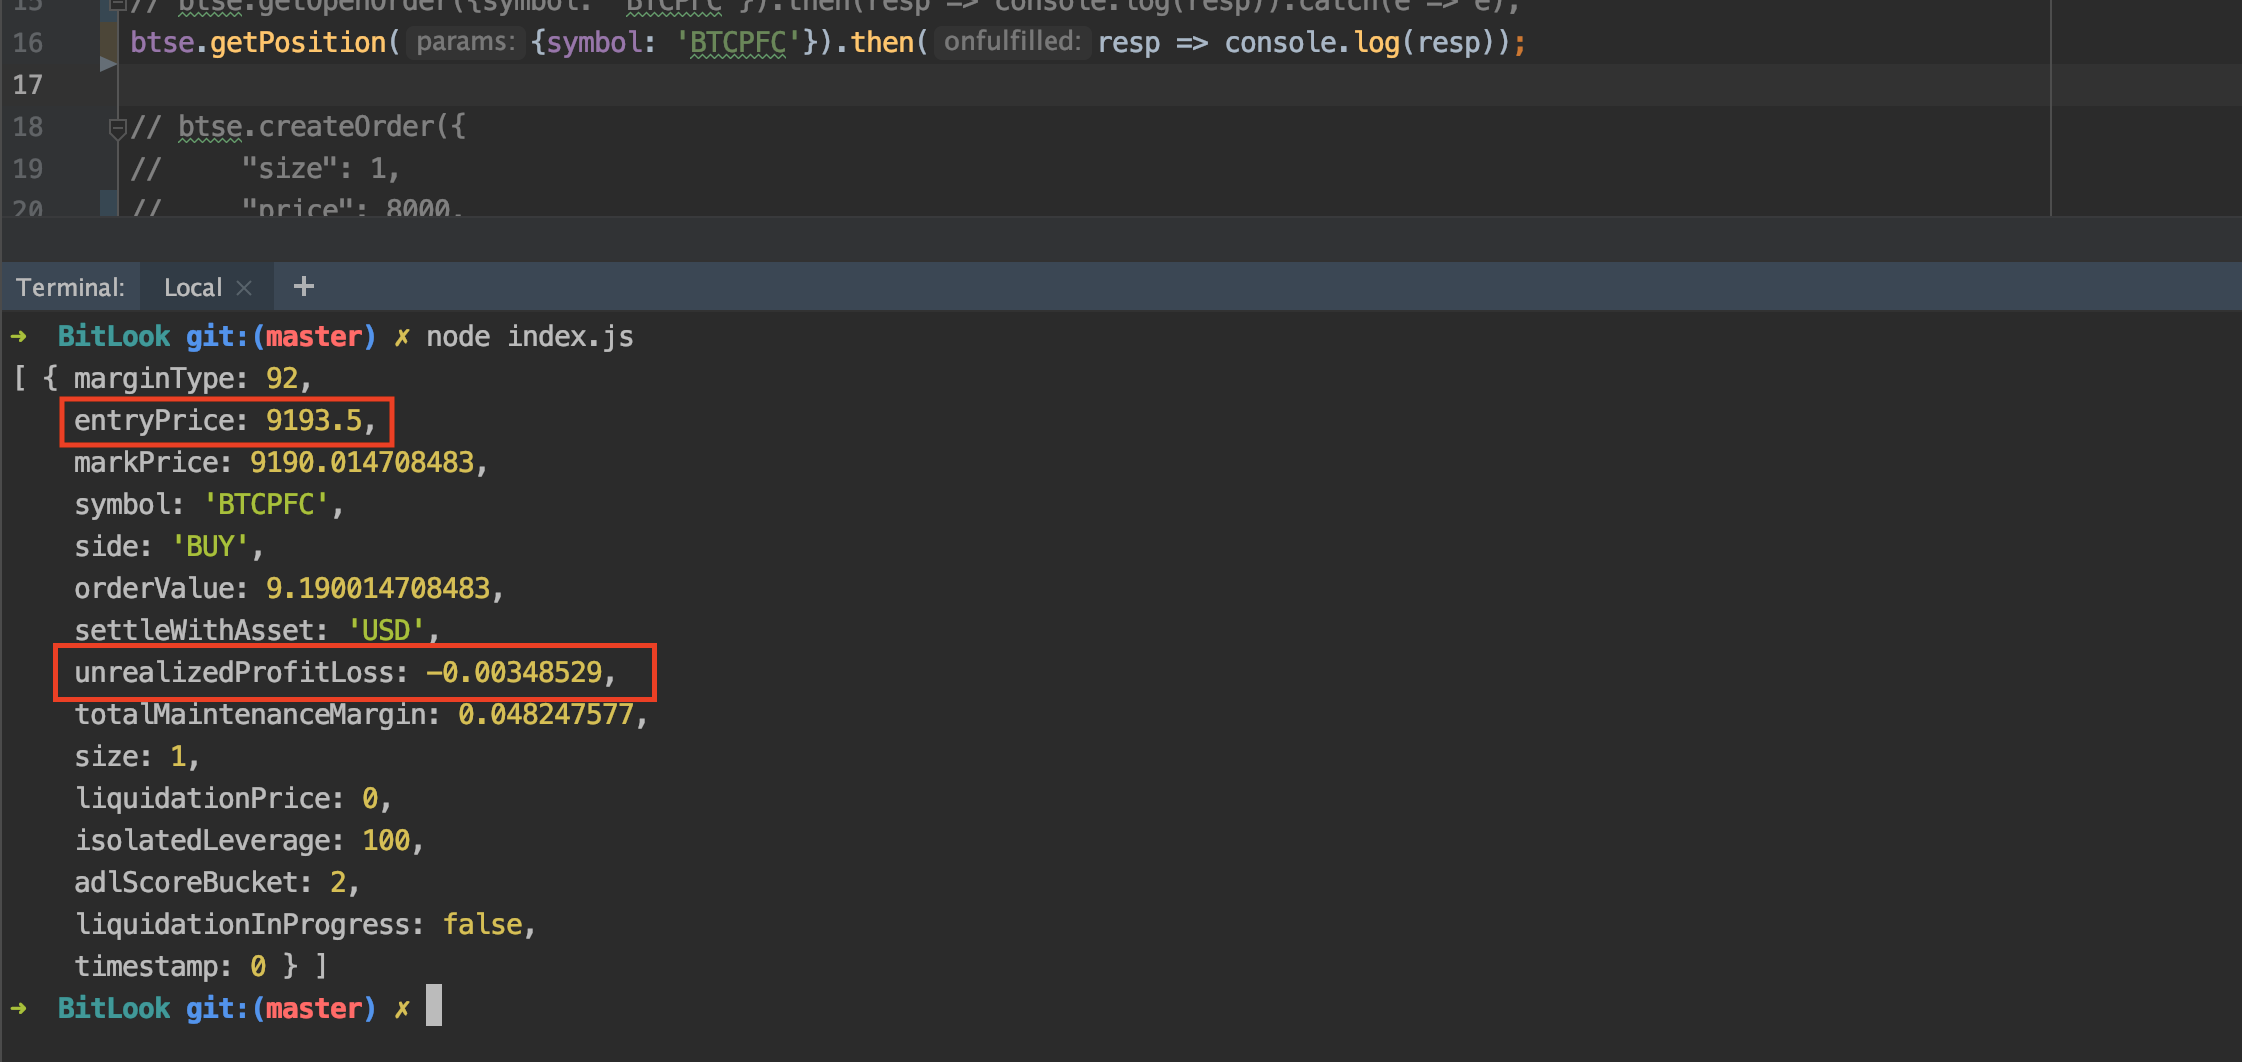 15 // btse.getOpenOrder({symbol: 'BTCPFC'}).then(resp => console.log(resp)).catch(e => e);
16 btse.getPosition( params: {symbol: 'BTCPFC'}).then( onfulfilled: resp => console.log(resp));
17
18 // btse.createOrder({
19 //     "size": 1,
20 //     "price": 8000,
Terminal: Local × +
➜ BitLook git:(master) ✗ node index.js
[ { marginType: 92,
entryPrice: 9193.5,
markPrice: 9190.014708483,
symbol: 'BTCPFC',
side: 'BUY',
orderValue: 9.190014708483,
settleWithAsset: 'USD',
unrealizedProfitLoss: -0.00348529,
totalMaintenanceMargin: 0.048247577,
size: 1,
liquidationPrice: 0,
isolatedLeverage: 100,
adlScoreBucket: 2,
liquidationInProgress: false,
timestamp: 0 } ]
➜ BitLook git:(master) ✗